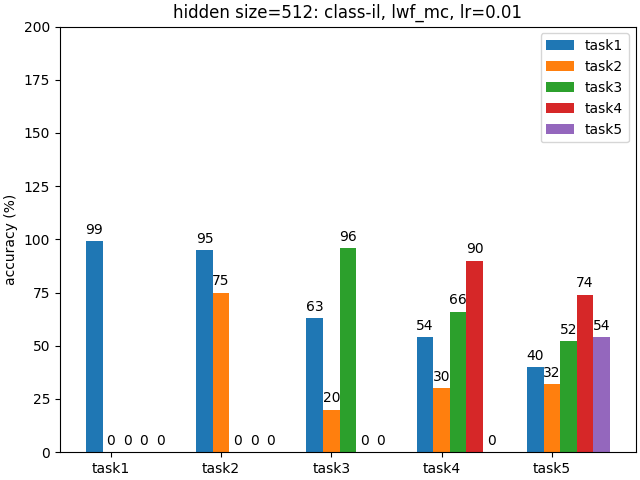 hidden size=512: class-il, lwf_mc, lr=0.01
accuracy (%)
200
175
150
125
100
75
50
25
0
task1
task2
task3
task4
task5
99
0
0
0
0
95
75
0
0
0
63
20
96
0
0
54
30
66
90
0
40
32
52
74
54
task1
task2
task3
task4
task5